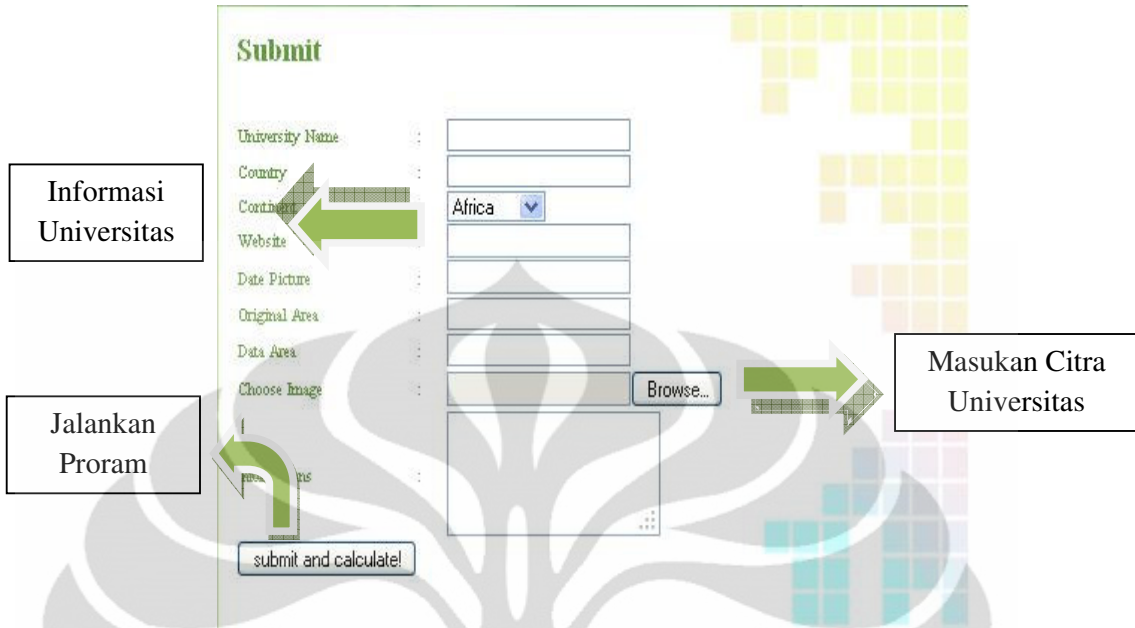 Submit
University Name :
Country :
Informasi
Universitas
Continent
Africa
Website
Date Picture :
Original Area :
Data Area :
Masukan Citra
Universitas
Choose Image :
Browse...
Jalankan
Proram
:
submit and calculate!